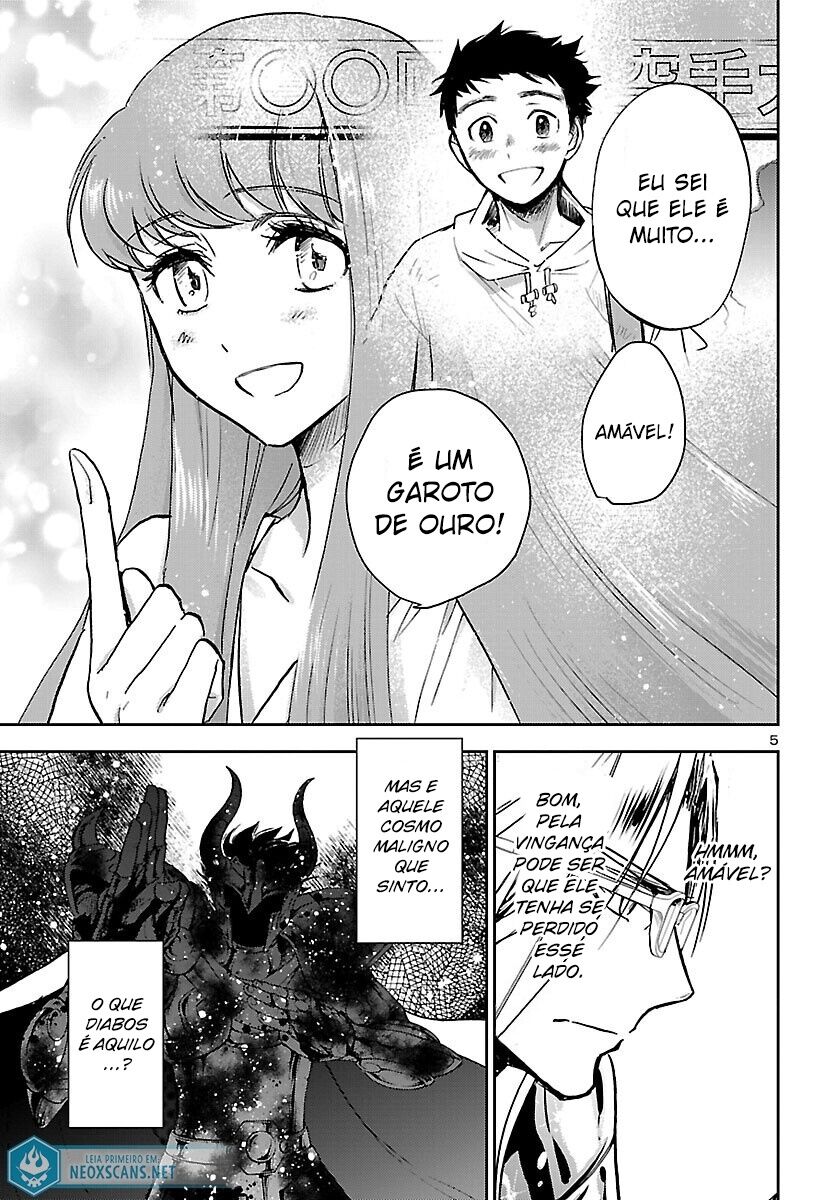 空手
EU SEI
QUE ELE É
MUITO...
AMÁVEL!
É UM
GAROTO
DE OURO!
5
HMMM,
AMÁVEL?
BOM,
PELA
VINGANÇA
PODE SER
QUE ELE
TENHA SE
PERDIDO
ESSE
LADO.
MAS E
AQUELE
COSMO
MALIGNO
QUE
SINTO...
O QUE
DIABOS
É AQUILO
...?
LEIA PRIMEIRO EM:
NEOXSCANS.NET